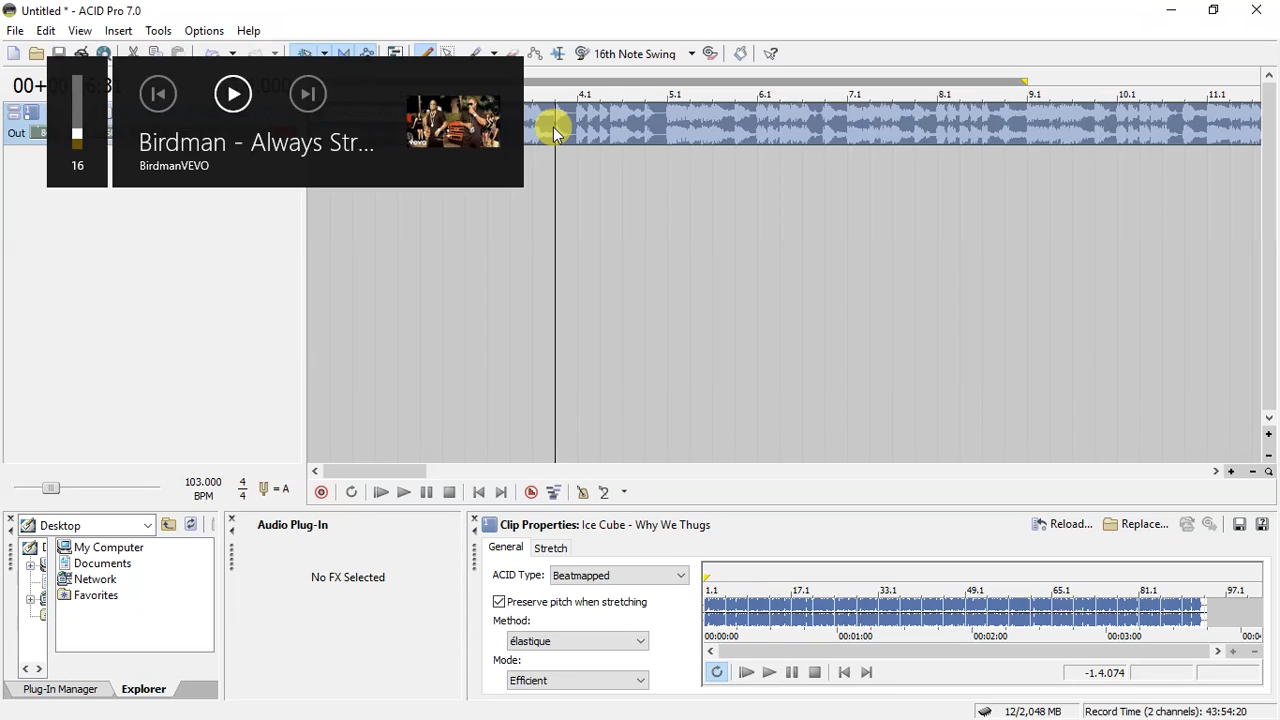 Untitled * - ACID Pro 7.0
File Edit View Insert Tools Options Help
16th Note Swing
00+
6:31
.000
Out
16
Birdman - Always Str...
BirdmanVEVO
vevo
4.1 5.1 6.1 7.1 8.1 9.1 10.1 11.1
103.000
BPM
4
4
= A
Desktop
My Computer
Documents
Network
Favorites
Plug-In Manager Explorer
Audio Plug-In
No FX Selected
Clip Properties: Ice Cube - Why We Thugs
Reload... Replace...
General Stretch
ACID Type: Beatmapped
Preserve pitch when stretching
Method:
élastique
Mode:
Efficient
1.1 17.1 33.1 49.1 65.1 81.1 97.1
00:00:00 00:01:00 00:02:00 00:03:00 00:04
-1.4.074
12/2,048 MB Record Time (2 channels): 43:54:20